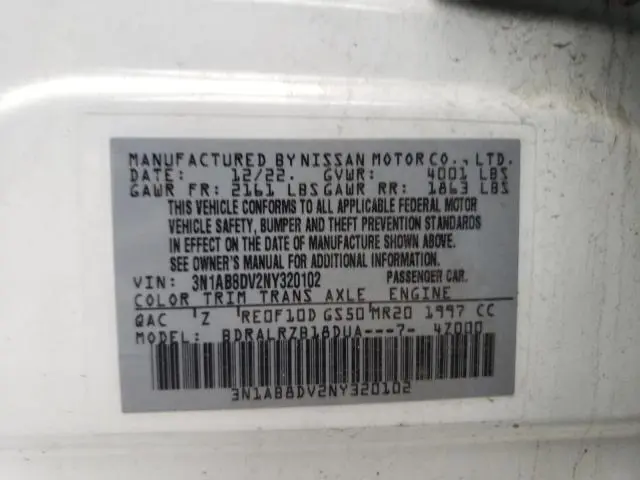 MANUFACTURED BY NISSAN MOTOR CO., LTD.
DATE: 12/22. GVWR: 4001 LBS
GAWR FR: 2161 LBS GAWR RR: 1863 LBS
THIS VEHICLE CONFORMS TO ALL APPLICABLE FEDERAL MOTOR
VEHICLE SAFETY, BUMPER AND THEFT PREVENTION STANDARDS
IN EFFECT ON THE DATE OF MANUFACTURE SHOWN ABOVE.
SEE OWNER'S MANUAL FOR ADDITIONAL INFORMATION.
VIN: 3N1AB8DV2NY320102 PASSENGER CAR.
COLOR TRIM TRANS AXLE ENGINE
QAC Z RE0F10D GS50 MR20 1997 CC
MODEL: BDRALRZB18DUA---7- 47000
3N1AB8DV2NY320102